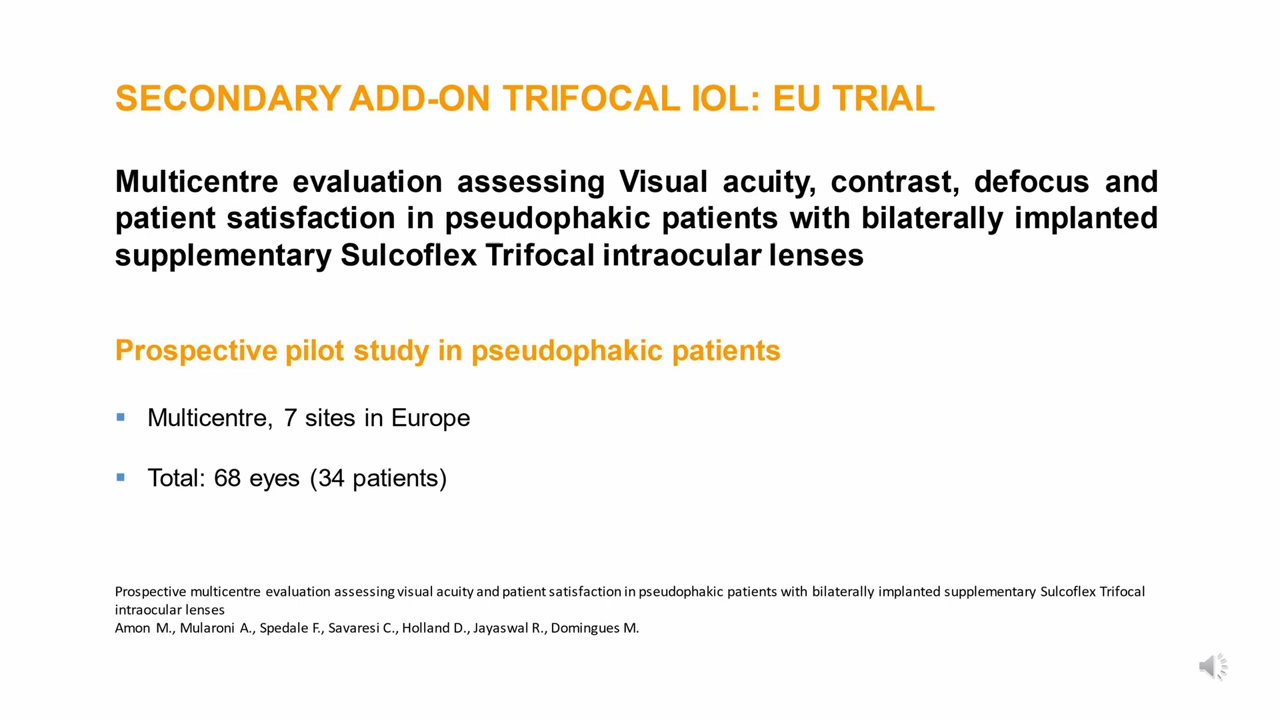 SECONDARY ADD-ON TRIFOCAL IOL: EU TRIAL
Multicentre evaluation assessing Visual acuity, contrast, defocus and
patient satisfaction in pseudophakic patients with bilaterally implanted
supplementary Sulcoflex Trifocal intraocular lenses
Prospective pilot study in pseudophakic patients
▪ Multicentre, 7 sites in Europe
▪ Total: 68 eyes (34 patients)
Prospective multicentre evaluation assessing visual acuity and patient satisfaction in pseudophakic patients with bilaterally implanted supplementary Sulcoflex Trifocal
intraocular lenses
Amon M., Mularoni A., Spedale F., Savaresi C., Holland D., Jayaswal R., Domingues M.